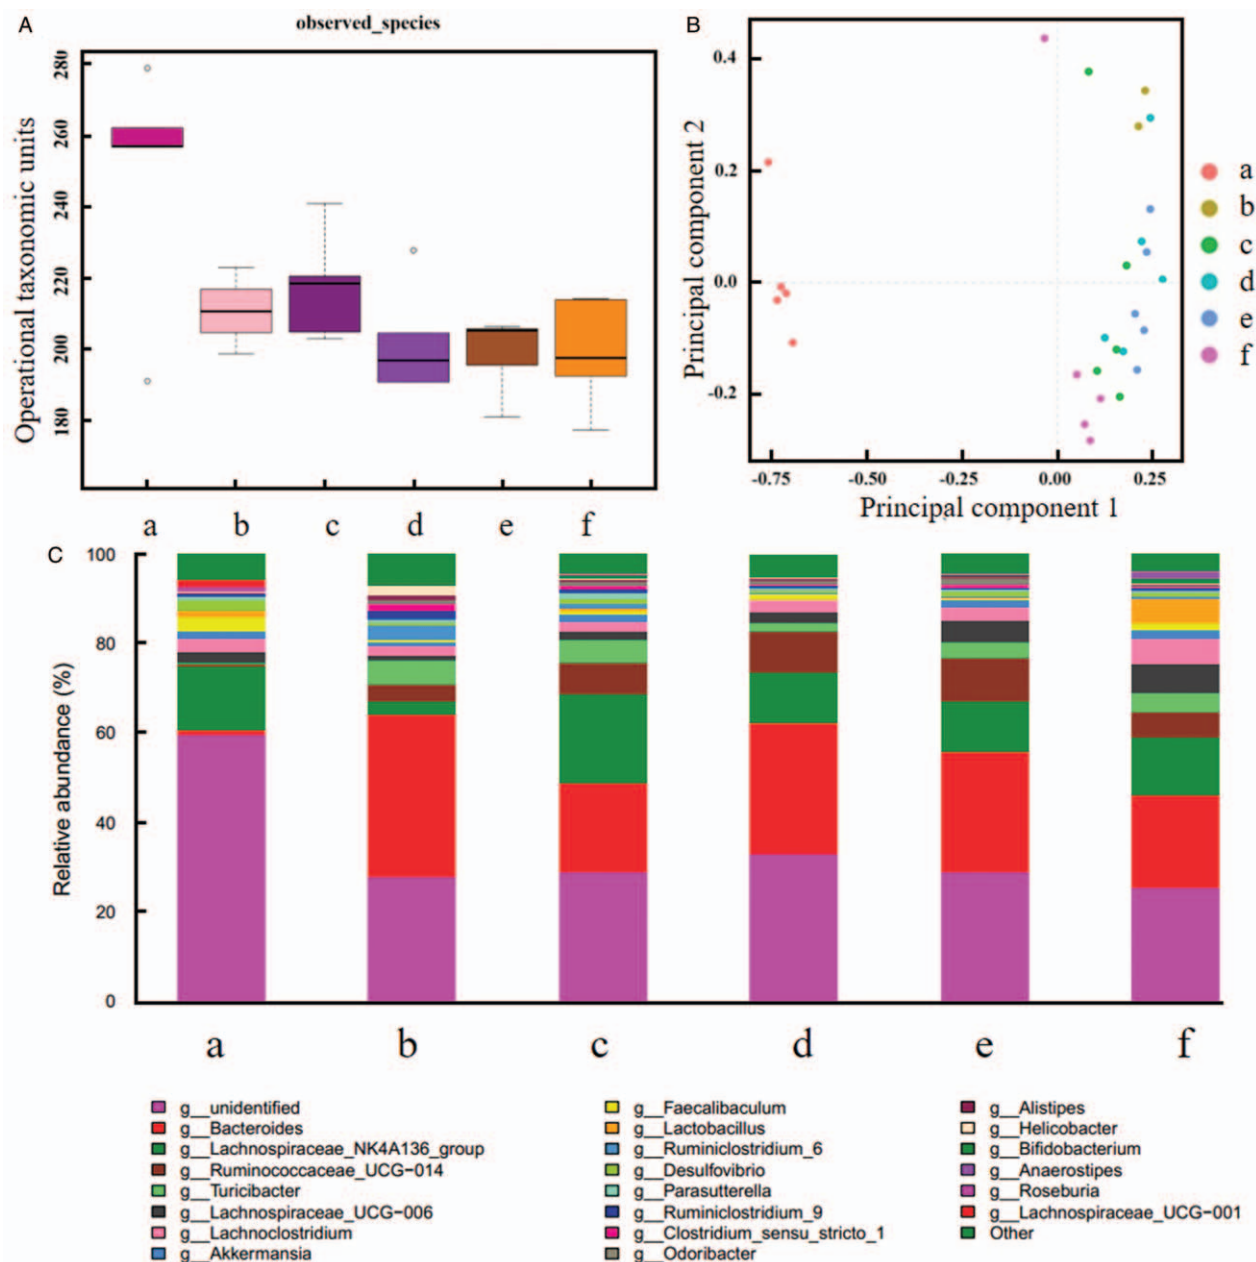 A
observed_species
Operational taxonomic units
280
260
240
220
200
180
a b c d e f
B
Principal component 2
0.4
0.2
0.0
-0.2
-0.75 -0.50 -0.25 0.00 0.25
Principal component 1
a
b
c
d
e
f
C
Relative abundance (%)
100
80
60
40
20
0
a b c d e f
g__unidentified
g__Bacteroides
g__Lachnospiraceae_NK4A136_group
g__Ruminococcaceae_UCG-014
g__Turicibacter
g__Lachnospiraceae_UCG-006
g__Lachnoclostridium
g__Akkermansia
g__Faecalibaculum
g__Lactobacillus
g__Ruminiclostridium_6
g__Desulfovibrio
g__Parasutterella
g__Ruminiclostridium_9
g__Clostridium_sensu_stricto_1
g__Odoribacter
g__Alistipes
g__Helicobacter
g__Bifidobacterium
g__Anaerostipes
g__Roseburia
g__Lachnospiraceae_UCG-001
Other